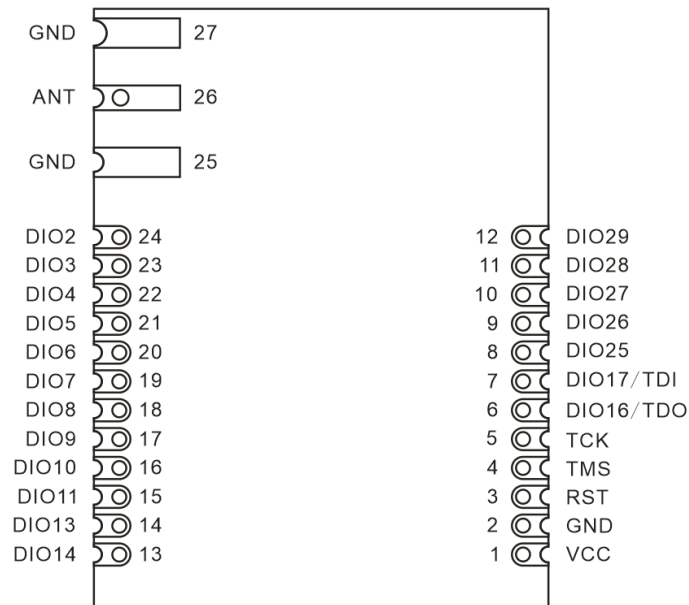 GND 27
ANT 26
GND 25
DIO2 24 12 DIO29
DIO3 23 11 DIO28
DIO4 22 10 DIO27
DIO5 21 9 DIO26
DIO6 20 8 DIO25
DIO7 19 7 DIO17/TDI
DIO8 18 6 DIO16/TDO
DIO9 17 5 TCK
DIO10 16 4 TMS
DIO11 15 3 RST
DIO13 14 2 GND
DIO14 13 1 VCC